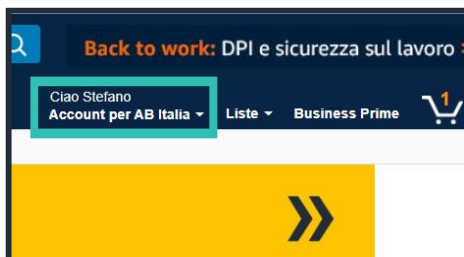 Back to work: DPI e sicurezza sul lavoro
Ciao Stefano
Account per AB Italia
Liste
Business Prime
1